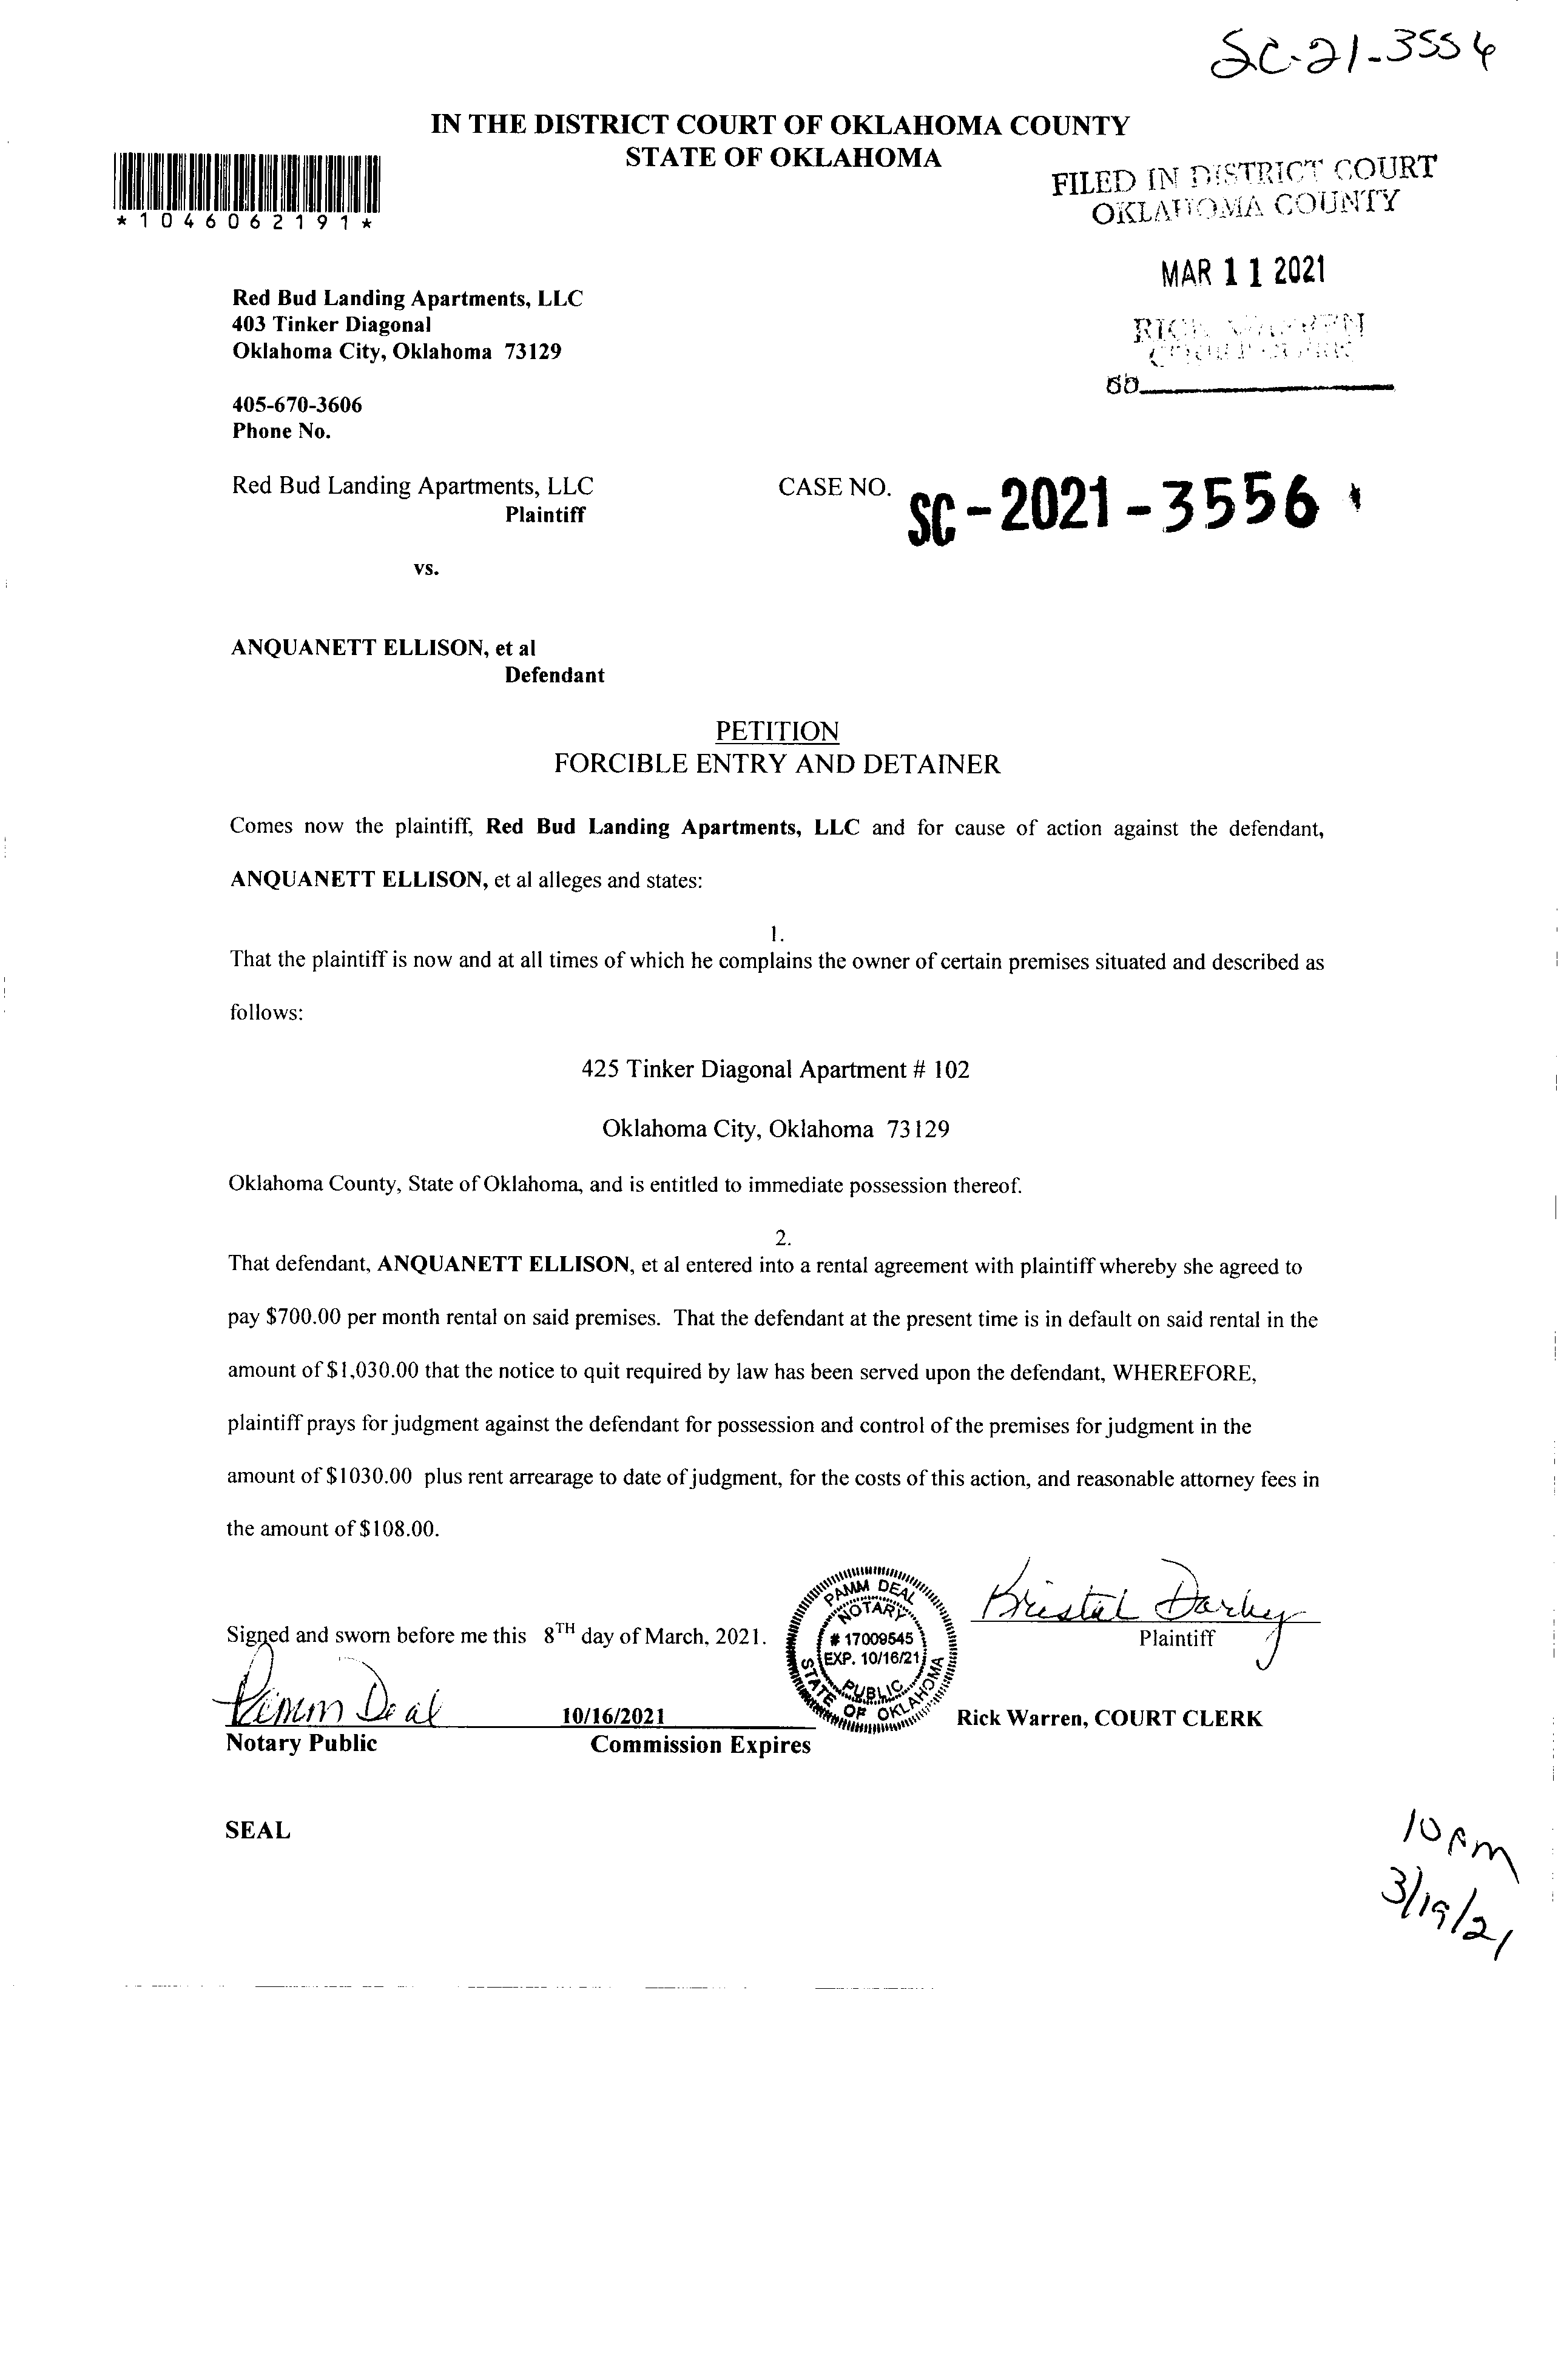 SC-21-3556
IN THE DISTRICT COURT OF OKLAHOMA COUNTY
STATE OF OKLAHOMA
*1046062191*
FILED IN DISTRICT COURT
OKLAHOMA COUNTY
MAR 11 2021
RICK WARREN
COURT CLERK
Red Bud Landing Apartments, LLC
403 Tinker Diagonal
Oklahoma City, Oklahoma 73129
405-670-3606
Phone No.
Red Bud Landing Apartments, LLC
Plaintiff
CASE NO. SC-2021-3556
vs.
ANQUANETT ELLISON, et al
Defendant
PETITION
FORCIBLE ENTRY AND DETAINER
Comes now the plaintiff, Red Bud Landing Apartments, LLC and for cause of action against the defendant,
ANQUANETT ELLISON, et al alleges and states:
1.
That the plaintiff is now and at all times of which he complains the owner of certain premises situated and described as
follows:
425 Tinker Diagonal Apartment # 102
Oklahoma City, Oklahoma 73129
Oklahoma County, State of Oklahoma, and is entitled to immediate possession thereof.
2.
That defendant, ANQUANETT ELLISON, et al entered into a rental agreement with plaintiff whereby she agreed to
pay $700.00 per month rental on said premises. That the defendant at the present time is in default on said rental in the
amount of $1,030.00 that the notice to quit required by law has been served upon the defendant, WHEREFORE,
plaintiff prays for judgment against the defendant for possession and control of the premises for judgment in the
amount of $1030.00 plus rent arrearage to date of judgment, for the costs of this action, and reasonable attorney fees in
the amount of $108.00.
Kristal Darby
Plaintiff
Signed and sworn before me this 8TH day of March, 2021.
PAMM DEAL
NOTARY
# 17009545
EXP. 10/16/21
PUBLIC
STATE OF OKLAHOMA
Pamm Deal
10/16/2021
Notary Public
Commission Expires
Rick Warren, COURT CLERK
SEAL
10 AM
3/19/21